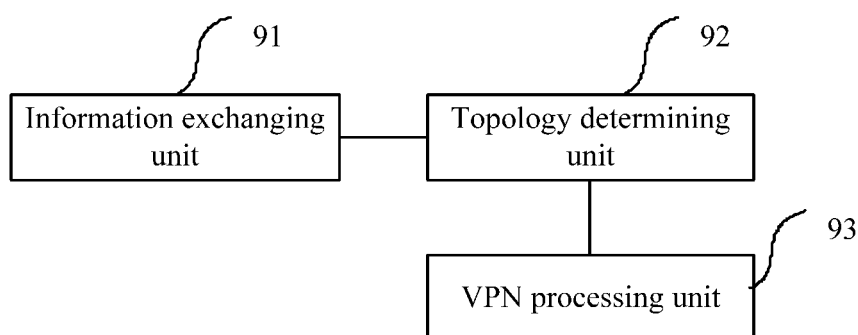 91
92
Information exchanging
unit
Topology determining
unit
93
VPN processing unit